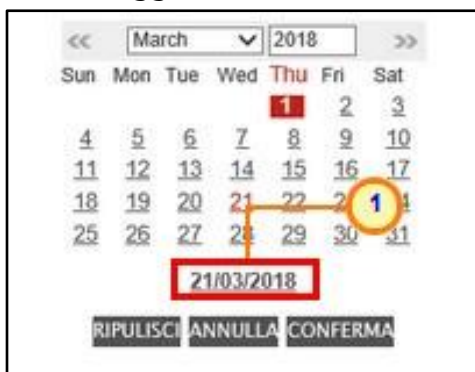 << March 2018 >>
Sun Mon Tue Wed Thu Fri Sat
1 2 3
4 5 6 7 8 9 10
11 12 13 14 15 16 17
18 19 20 21 22 1
25 26 27 28 29 30 31
21/03/2018
RIPULISCI ANNULLA CONFERMA